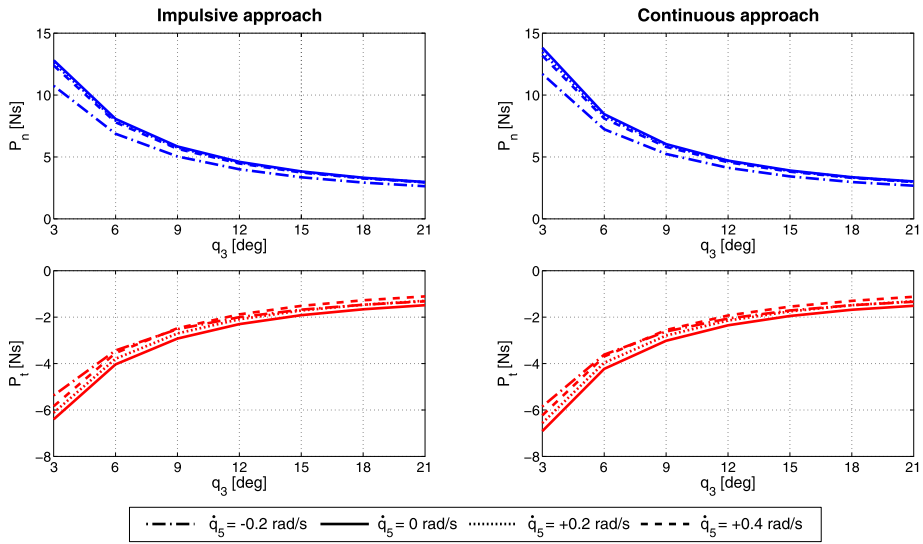 Impulsive approach
Continuous approach
15
10
5
0
P_n [Ns]
3 6 9 12 15 18 21
q_3 [deg]
15
10
5
0
P_n [Ns]
3 6 9 12 15 18 21
q_3 [deg]
0
−2
−4
−6
−8
P_t [Ns]
3 6 9 12 15 18 21
q_3 [deg]
0
−2
−4
−6
−8
P_t [Ns]
3 6 9 12 15 18 21
q_3 [deg]
q̇_5 = -0.2 rad/s q̇_5 = 0 rad/s q̇_5 = +0.2 rad/s q̇_5 = +0.4 rad/s